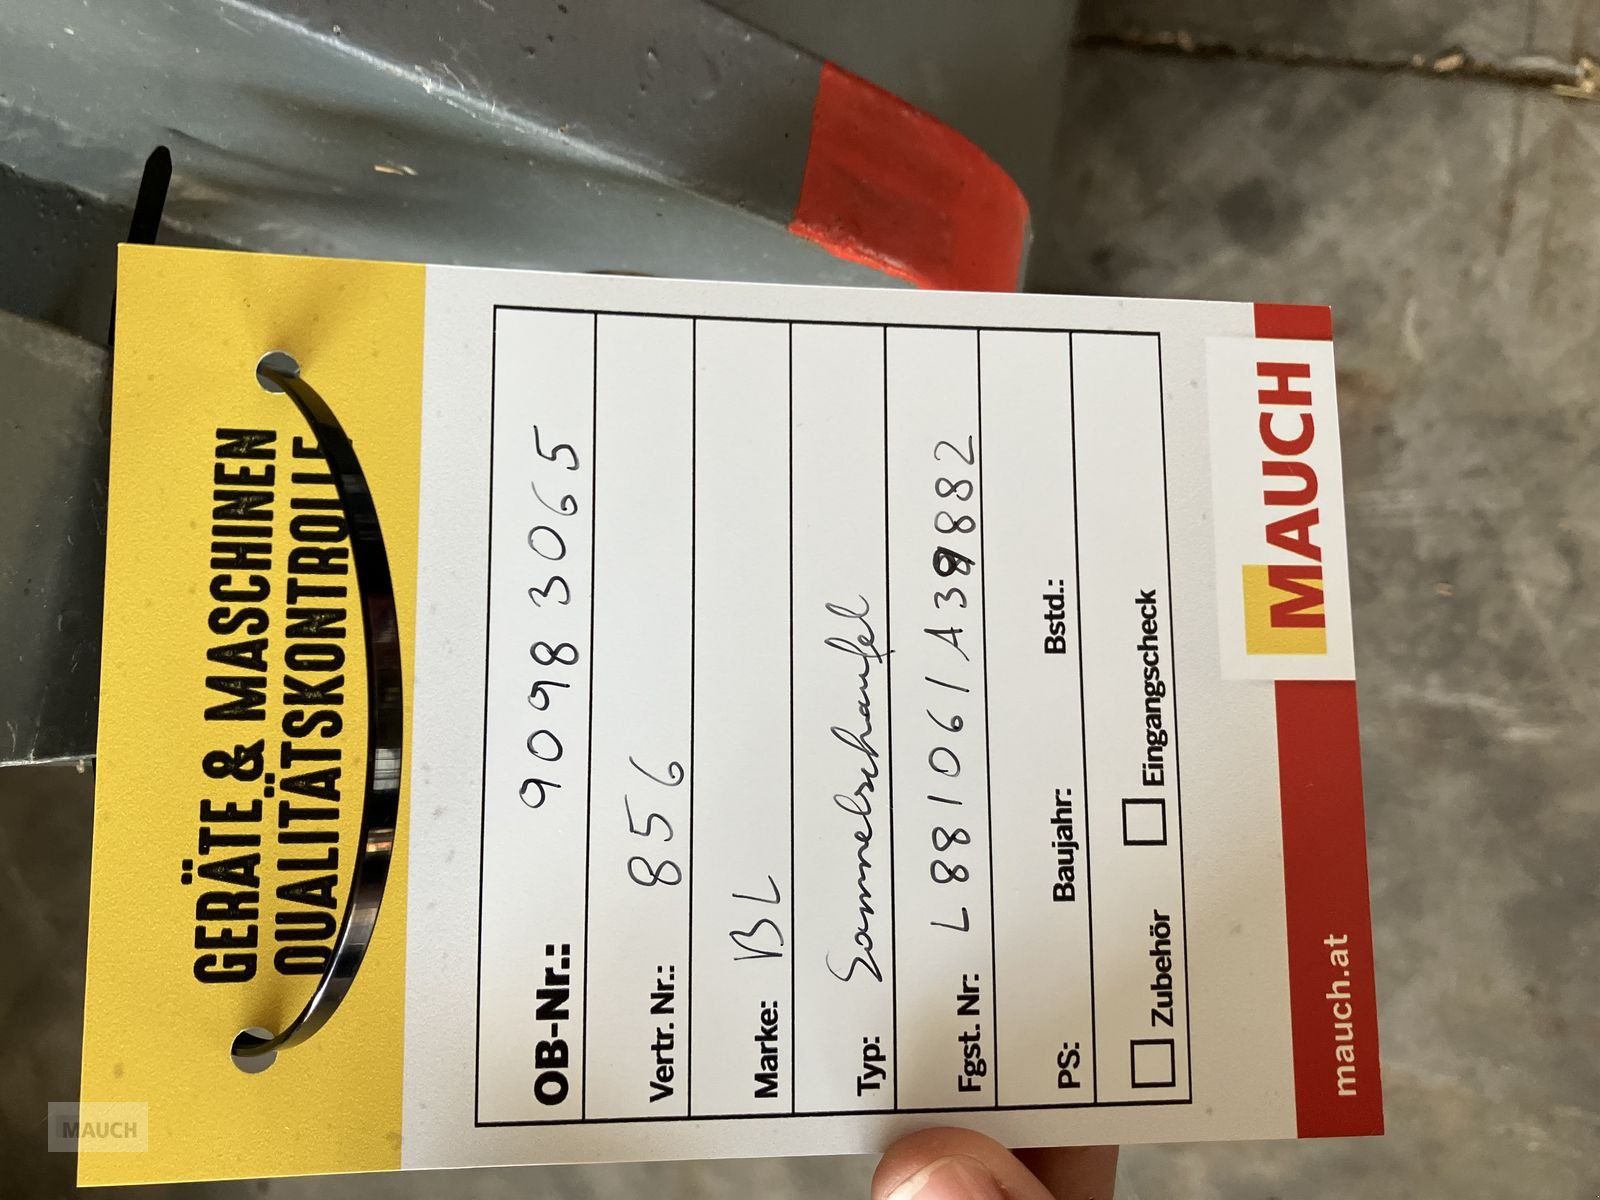 GERÄTE & MASCHINEN
QUALITÄTSKONTROLLE
OB-Nr.: 90983065
Vertr. Nr.: 856
Marke: BL
Typ: Sammelschaufel
Fgst. Nr: L881061A39882
PS: Baujahr: Bstd.:
Zubehör Eingangscheck
mauch.at MAUCH
MAUCH